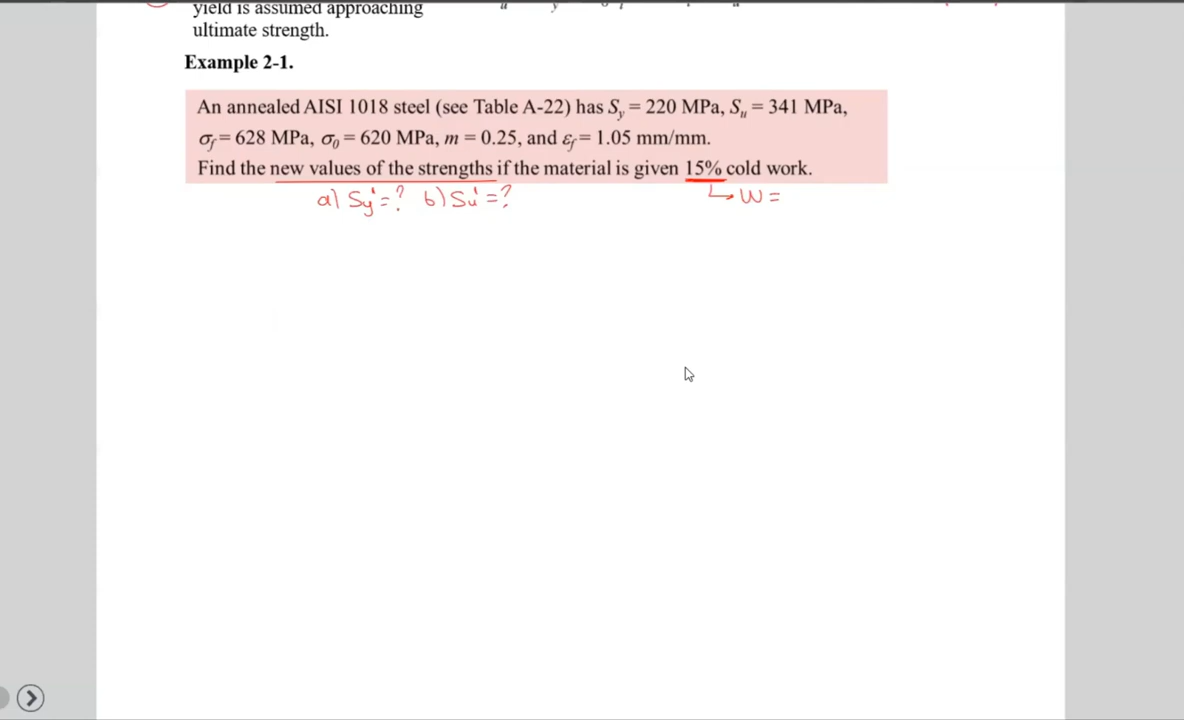 yield is assumed approaching
ultimate strength.
Example 2-1.
An annealed AISI 1018 steel (see Table A-22) has Sy = 220 MPa, Su = 341 MPa,
σf = 628 MPa, σ0 = 620 MPa, m = 0.25, and εf = 1.05 mm/mm.
Find the new values of the strengths if the material is given 15% cold work.
a) Sy' = ? b) Su' = ? ↳ W =